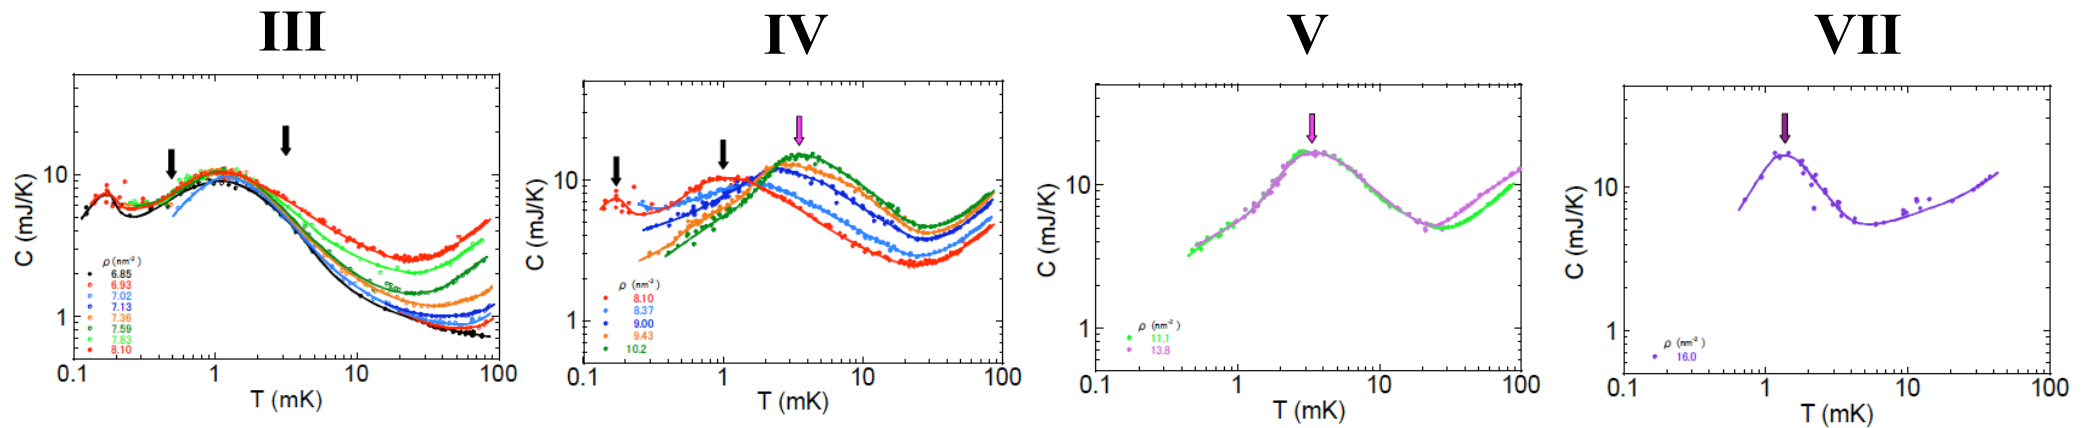 III
IV
V
VII
C (mJ/K)
10
1
ρ (nm-2)
6.85
6.93
7.02
7.13
7.36
7.59
7.83
8.10
0.1
1
10
100
T (mK)
C (mJ/K)
10
1
ρ (nm-2)
8.10
8.37
9.00
9.43
10.2
0.1
1
10
100
T (mK)
C (mJ/K)
10
1
ρ (nm-2)
11.1
13.8
0.1
1
10
100
T (mK)
C (mJ/K)
10
1
ρ (nm-2)
16.0
0.1
1
10
100
T (mK)